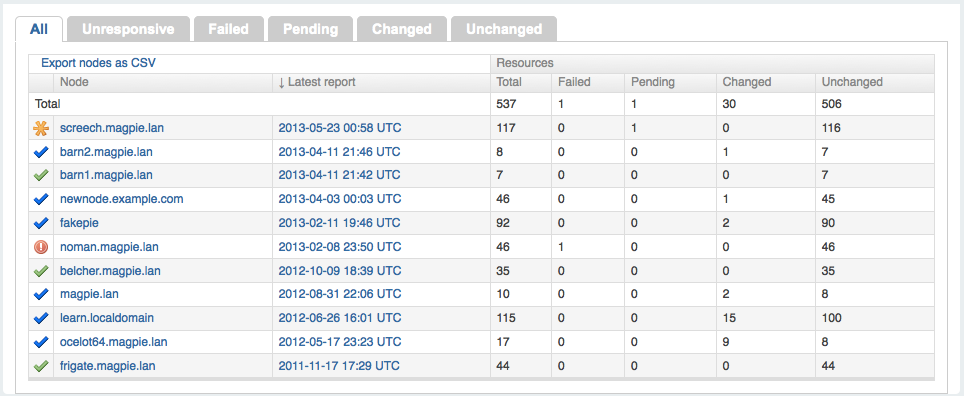 All Unresponsive Failed Pending Changed Unchanged
Export nodes as CSV Resources
Node ↓ Latest report Total Failed Pending Changed Unchanged
Total 537 1 1 30 506
screech.magpie.lan 2013-05-23 00:58 UTC 117 0 1 0 116
barn2.magpie.lan 2013-04-11 21:46 UTC 8 0 0 1 7
barn1.magpie.lan 2013-04-11 21:42 UTC 7 0 0 0 7
newnode.example.com 2013-04-03 00:03 UTC 46 0 0 1 45
fakepie 2013-02-11 19:46 UTC 92 0 0 2 90
noman.magpie.lan 2013-02-08 23:50 UTC 46 1 0 0 46
belcher.magpie.lan 2012-10-09 18:39 UTC 35 0 0 0 35
magpie.lan 2012-08-31 22:06 UTC 10 0 0 2 8
learn.localdomain 2012-06-26 16:01 UTC 115 0 0 15 100
ocelot64.magpie.lan 2012-05-17 23:23 UTC 17 0 0 9 8
frigate.magpie.lan 2011-11-17 17:29 UTC 44 0 0 0 44